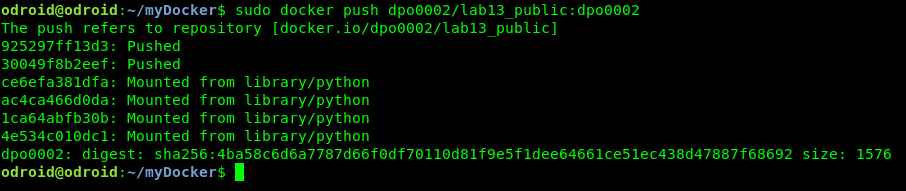 odroid@odroid:~/myDocker$ sudo docker push dpo0002/lab13_public:dpo0002
The push refers to repository [docker.io/dpo0002/lab13_public]
925297ff13d3: Pushed
30049f8b2eef: Pushed
ce6efa381dfa: Mounted from library/python
ac4ca466d0da: Mounted from library/python
1ca64abfb30b: Mounted from library/python
4e534c010dc1: Mounted from library/python
dpo0002: digest: sha256:4ba58c6d6a7787d66f0df70110d81f9e5f1dee64661ce51ec438d47887f68692 size: 1576
odroid@odroid:~/myDocker$